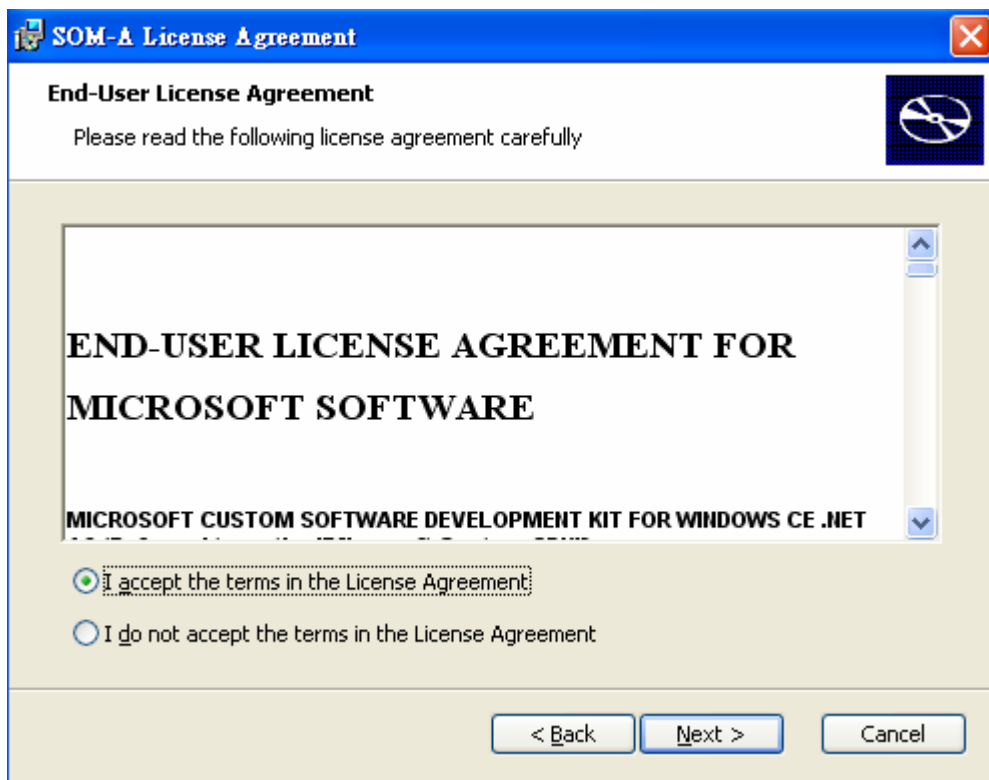 SOM-A License Agreement
End-User License Agreement
Please read the following license agreement carefully
END-USER LICENSE AGREEMENT FOR
MICROSOFT SOFTWARE
MICROSOFT CUSTOM SOFTWARE DEVELOPMENT KIT FOR WINDOWS CE .NET
I accept the terms in the License Agreement
I do not accept the terms in the License Agreement
< Back
Next >
Cancel